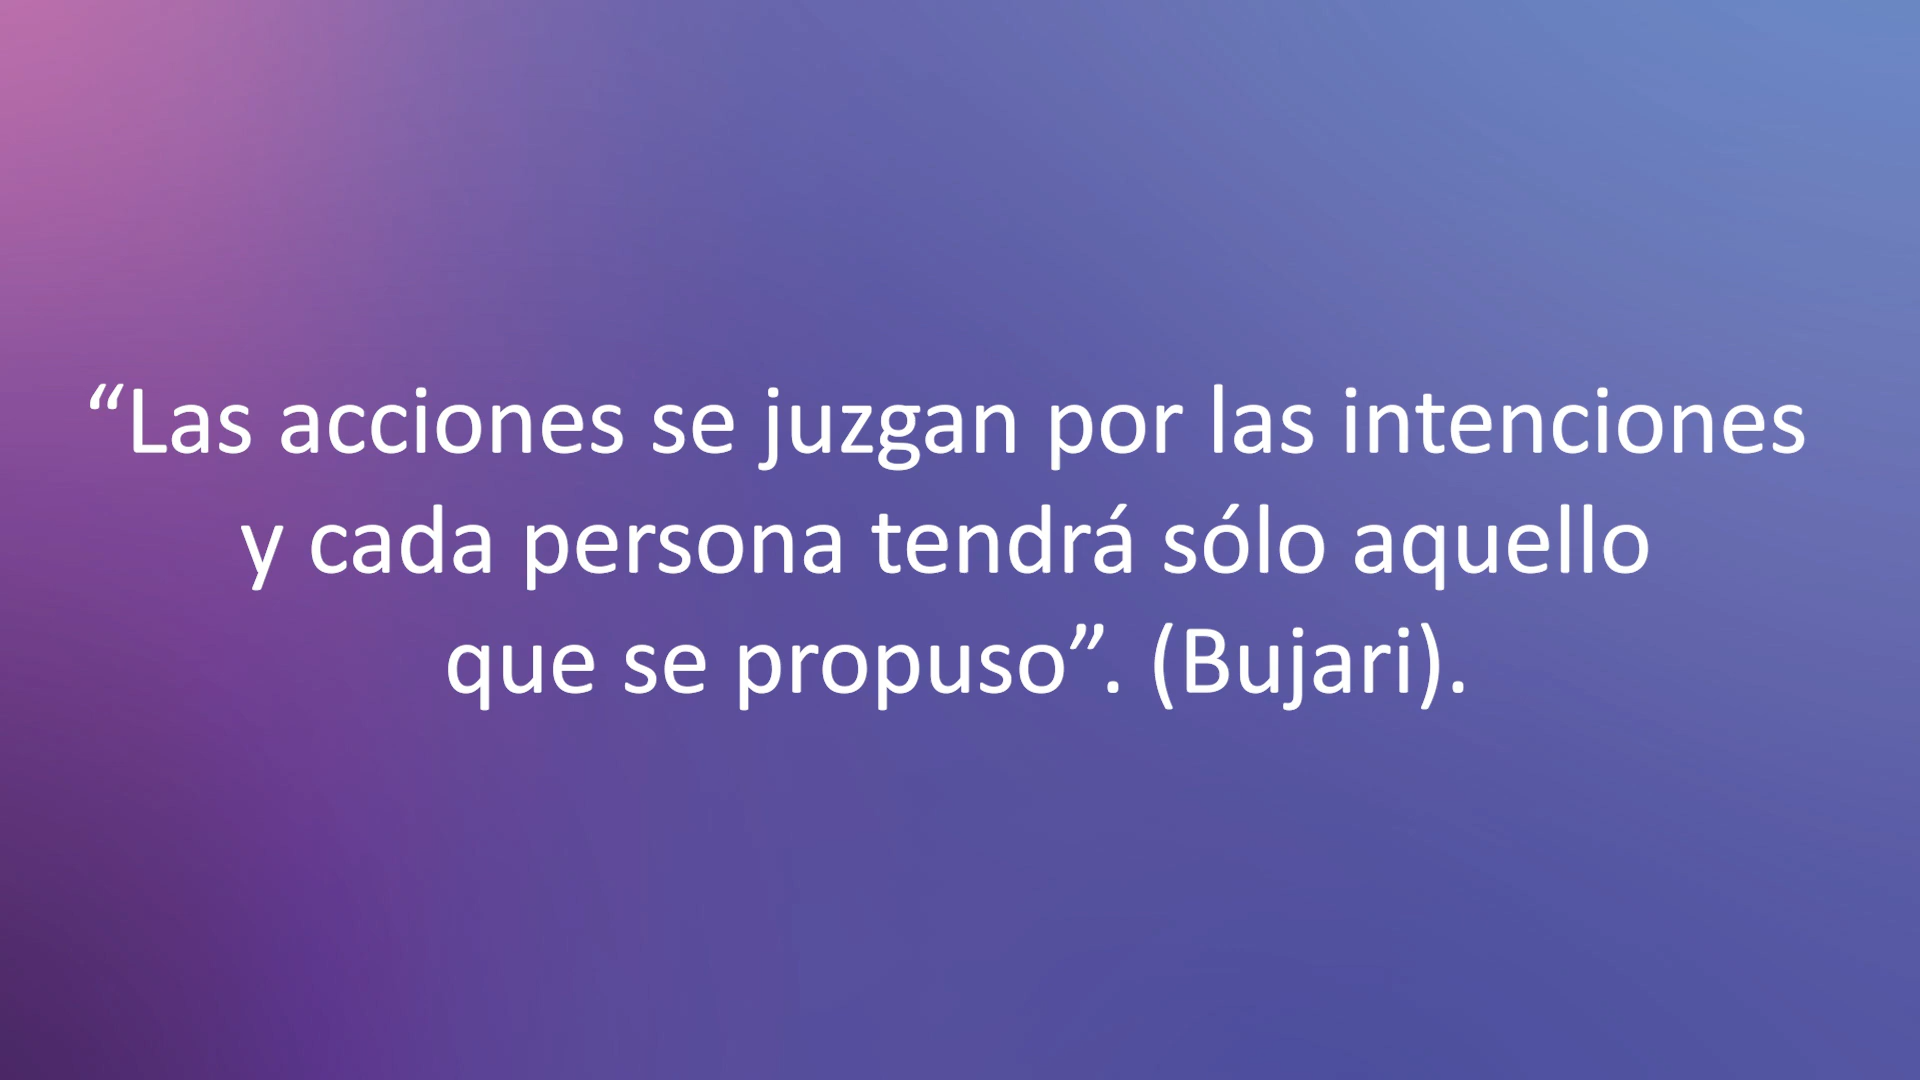 “Las acciones se juzgan por las intenciones
y cada persona tendrá sólo aquello
que se propuso”. (Bujari).